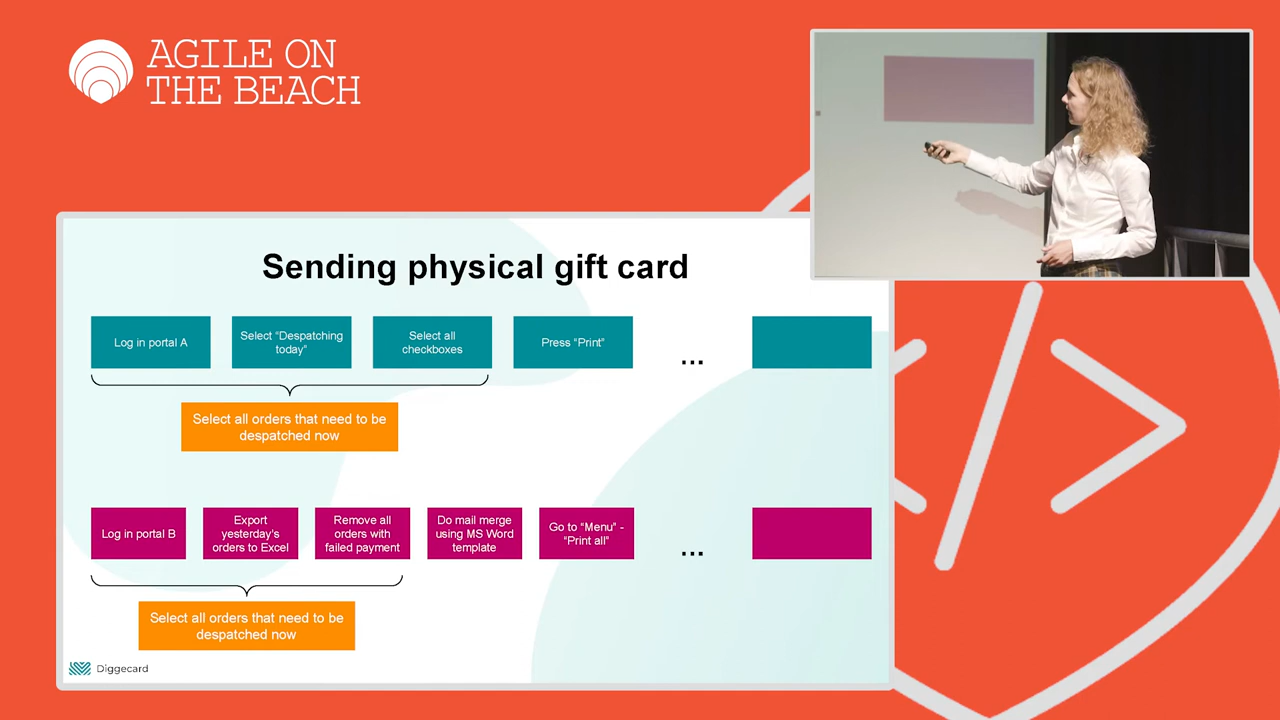 AGILE ON
THE BEACH
Sending physical gift card
Log in portal A
Select “Despatching
today”
Select all
checkboxes
Press “Print”
...
Select all orders that need to be
despatched now
Log in portal B
Export
yesterday's
orders to Excel
Remove all
orders with
failed payment
Do mail merge
using MS Word
template
Go to “Menu” -
“Print all”
...
Select all orders that need to be
despatched now
Diggecard